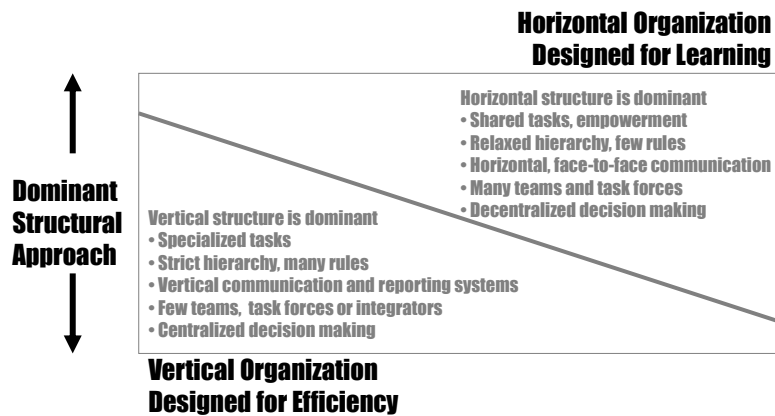 Horizontal Organization
Designed for Learning
Horizontal structure is dominant
• Shared tasks, empowerment
• Relaxed hierarchy, few rules
• Horizontal, face-to-face communication
• Many teams and task forces
• Decentralized decision making
Dominant
Structural
Approach
Vertical structure is dominant
• Specialized tasks
• Strict hierarchy, many rules
• Vertical communication and reporting systems
• Few teams, task forces or integrators
• Centralized decision making
Vertical Organization
Designed for Efficiency